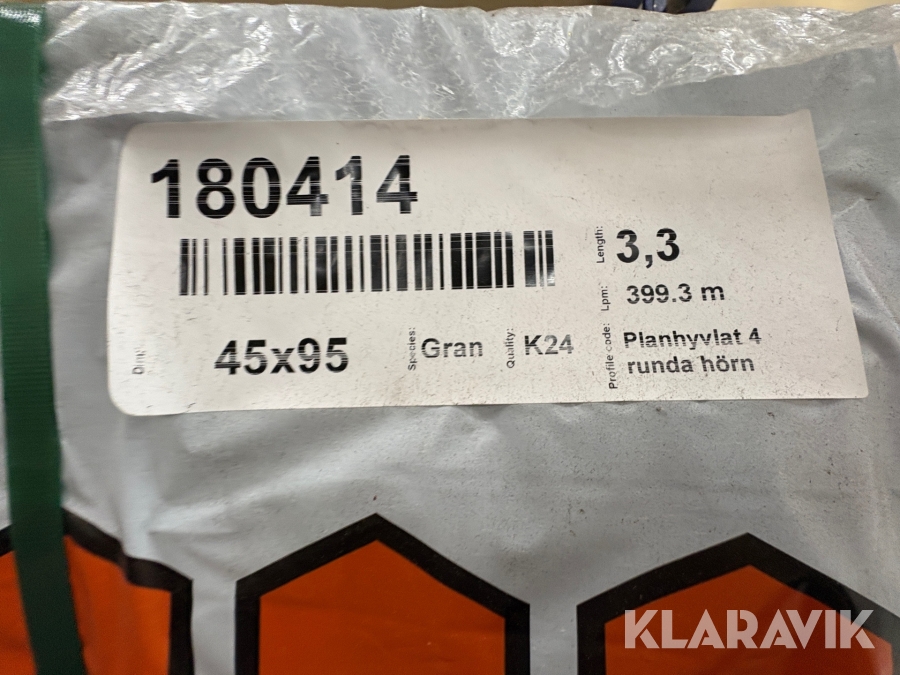 180414
Length: 3,3
Lpm: 399.3 m
Dim: 45x95
Species: Gran
Quality: K24
Profile code: Planhyvlat 4
runda hörn
KLARAVIK